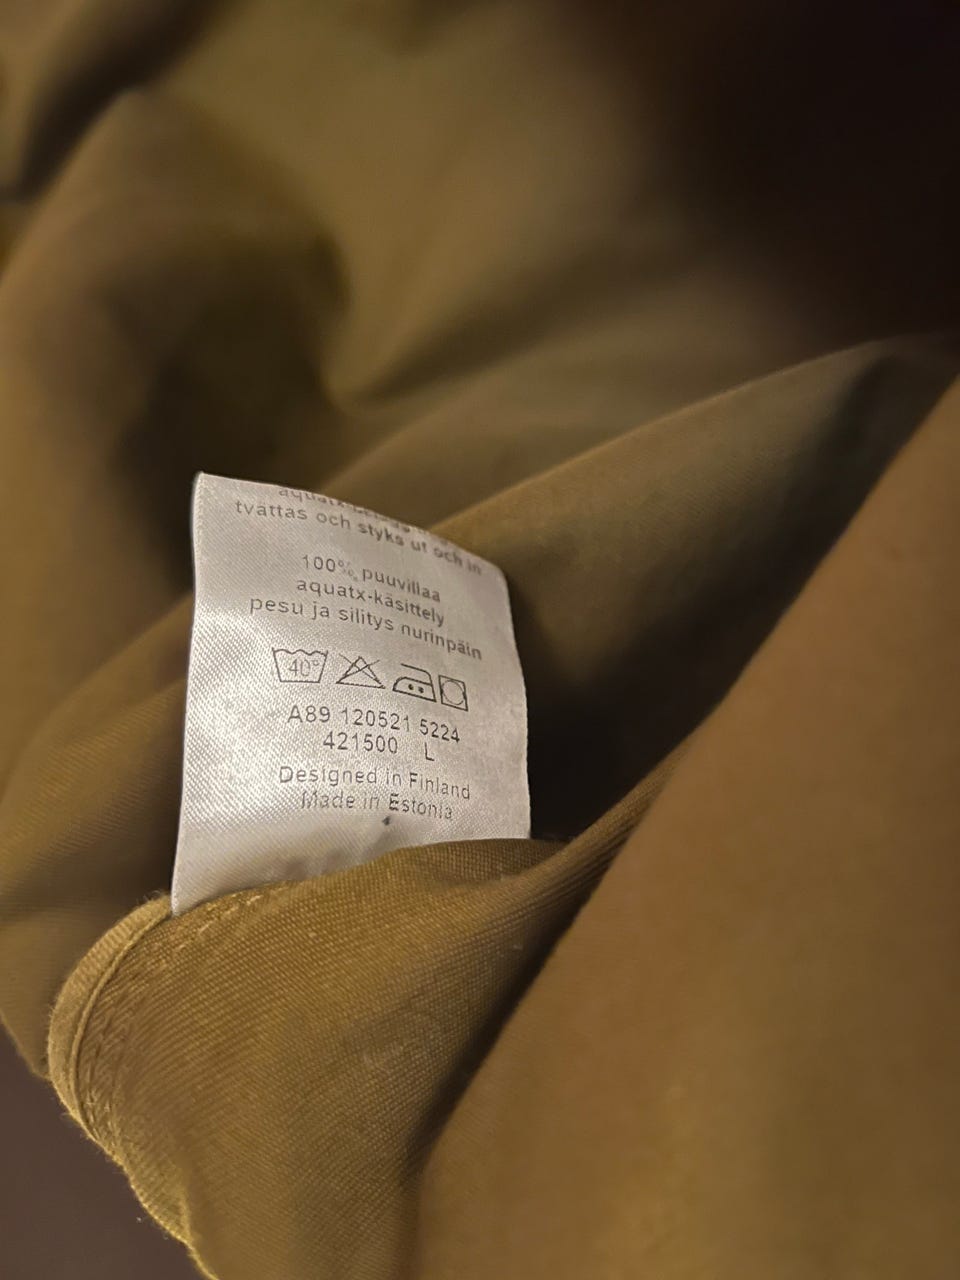 tvättas och styks ut och in
100% puuvillaa
aquatx-käsittely
pesu ja silitys nurinpäin
40°
A89 120521 5224
421500 L
Designed in Finland
Made in Estonia